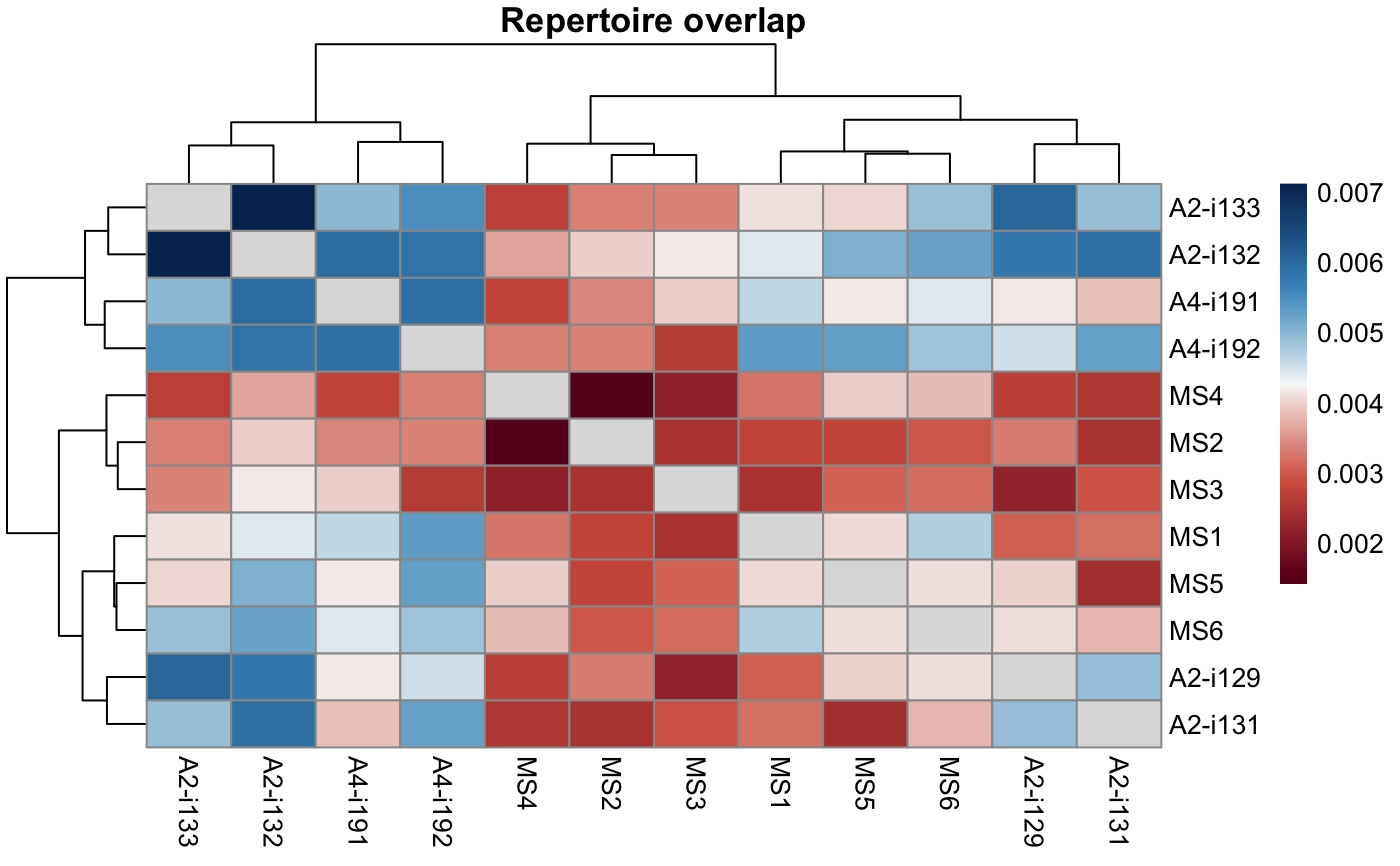 Repertoire overlap
A2-i133
A2-i132
A4-i191
A4-i192
MS4
MS2
MS3
MS1
MS5
MS6
A2-i129
A2-i131
0.007
0.006
0.005
0.004
0.003
0.002
A2-i133
A2-i132
A4-i191
A4-i192
MS4
MS2
MS3
MS1
MS5
MS6
A2-i129
A2-i131